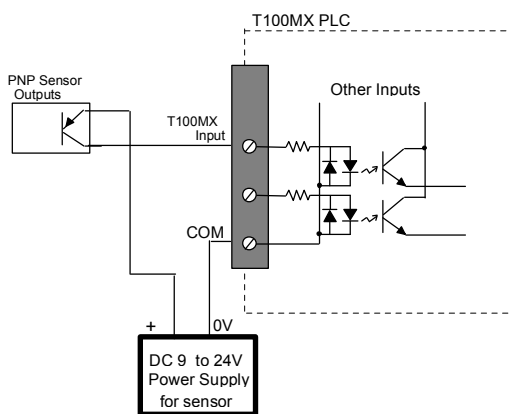 T100MX PLC
PNP Sensor
Outputs
Other Inputs
T100MX
Input
COM
+
0V
DC 9 to 24V
Power Supply
for sensor